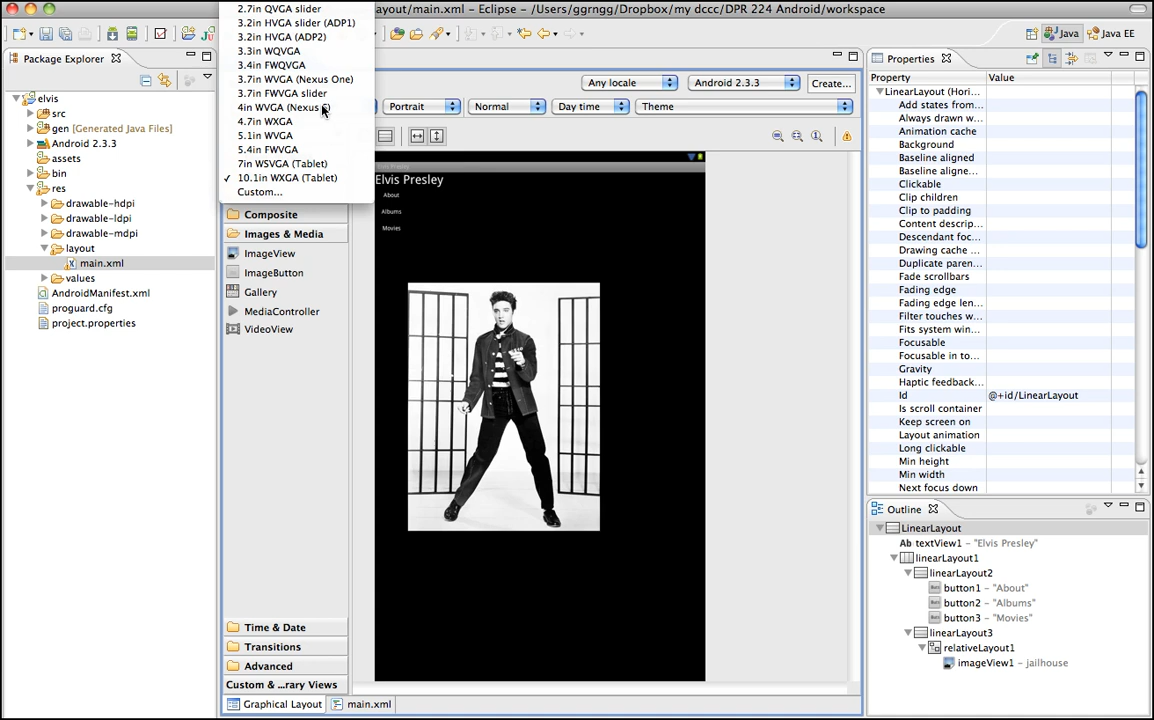 ayout/main.xml – Eclipse – /Users/ggrngg/Dropbox/my dccc/DPR 224 Android/workspace
Java
Java EE
Package Explorer
elvis
src
gen [Generated Java Files]
Android 2.3.3
assets
bin
res
drawable-hdpi
drawable-ldpi
drawable-mdpi
layout
main.xml
values
AndroidManifest.xml
proguard.cfg
project.properties
2.7in QVGA slider
3.2in HVGA slider (ADP1)
3.2in HVGA (ADP2)
3.3in WQVGA
3.4in FWQVGA
3.7in WVGA (Nexus One)
3.7in FWVGA slider
4in WVGA (Nexus
4.7in WXGA
5.1in WVGA
5.4in FWVGA
7in WSVGA (Tablet)
10.1in WXGA (Tablet)
Custom...
Composite
Images & Media
ImageView
ImageButton
Gallery
MediaController
VideoView
Time & Date
Transitions
Advanced
Custom & ...rary Views
Any locale
Android 2.3.3
Create...
Portrait
Normal
Day time
Theme
Elvis Presley
Elvis Presley
About
Albums
Movies
Graphical Layout
main.xml
Properties
Property Value
LinearLayout (Hori...
Add states from...
Always drawn w...
Animation cache
Background
Baseline aligned
Baseline aligne...
Clickable
Clip children
Clip to padding
Content descrip...
Descendant foc...
Drawing cache ...
Duplicate paren...
Fade scrollbars
Fading edge
Fading edge len...
Filter touches w...
Fits system win...
Focusable
Focusable in to...
Gravity
Haptic feedback...
Id @+id/LinearLayout
Is scroll container
Keep screen on
Layout animation
Long clickable
Min height
Min width
Next focus down
Outline
LinearLayout
Ab textView1 – "Elvis Presley"
linearLayout1
linearLayout2
button1 – "About"
button2 – "Albums"
button3 – "Movies"
linearLayout3
relativeLayout1
imageView1 – jailhouse